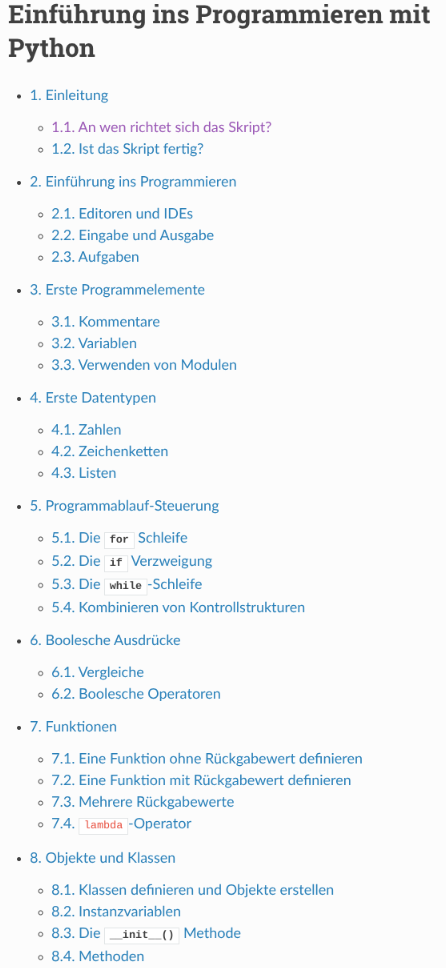 Einführung ins Programmieren mit
Python
1. Einleitung
1.1. An wen richtet sich das Skript?
1.2. Ist das Skript fertig?
2. Einführung ins Programmieren
2.1. Editoren und IDEs
2.2. Eingabe und Ausgabe
2.3. Aufgaben
3. Erste Programmelemente
3.1. Kommentare
3.2. Variablen
3.3. Verwenden von Modulen
4. Erste Datentypen
4.1. Zahlen
4.2. Zeichenketten
4.3. Listen
5. Programmablauf-Steuerung
5.1. Die for Schleife
5.2. Die if Verzweigung
5.3. Die while -Schleife
5.4. Kombinieren von Kontrollstrukturen
6. Boolesche Ausdrücke
6.1. Vergleiche
6.2. Boolesche Operatoren
7. Funktionen
7.1. Eine Funktion ohne Rückgabewert definieren
7.2. Eine Funktion mit Rückgabewert definieren
7.3. Mehrere Rückgabewerte
7.4. lambda -Operator
8. Objekte und Klassen
8.1. Klassen definieren und Objekte erstellen
8.2. Instanzvariablen
8.3. Die __init__() Methode
8.4. Methoden